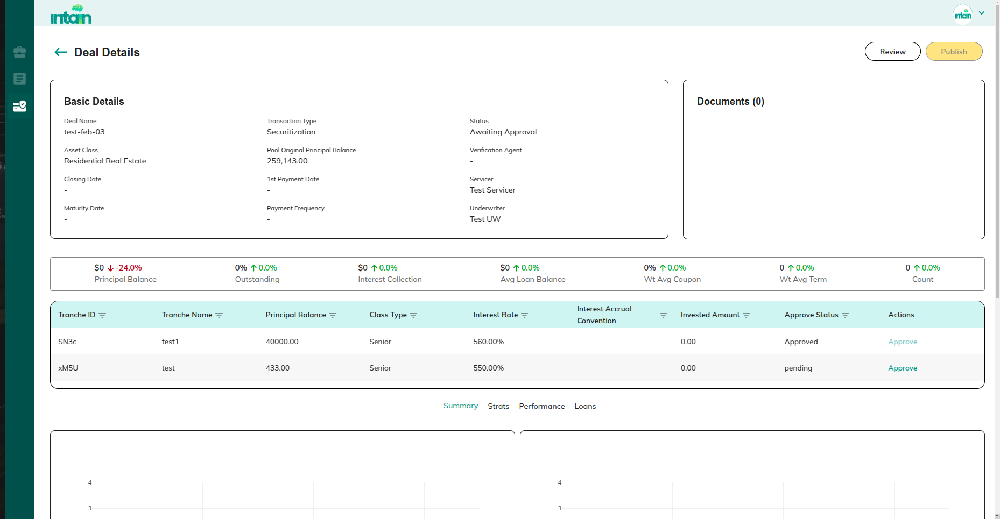 intain
intain
Deal Details
Review
Publish
Basic Details
Deal Name
test-feb-03
Transaction Type
Securitization
Status
Awaiting Approval
Asset Class
Residential Real Estate
Pool Original Principal Balance
259,143.00
Verification Agent
-
Closing Date
-
1st Payment Date
-
Servicer
Test Servicer
Maturity Date
-
Payment Frequency
-
Underwriter
Test UW
Documents (0)
$0 ↓ -24.0%
Principal Balance
0% ↑ 0.0%
Outstanding
$0 ↑ 0.0%
Interest Collection
$0 ↑ 0.0%
Avg Loan Balance
0% ↑ 0.0%
Wt Avg Coupon
0 ↑ 0.0%
Wt Avg Term
0 ↑ 0.0%
Count
Tranche ID Tranche Name Principal Balance Class Type Interest Rate Interest Accrual Convention Invested Amount Approve Status Actions
SN3c test1 40000.00 Senior 560.00% 0.00 Approved Approve
xM5U test 433.00 Senior 550.00% 0.00 pending Approve
Summary Strats Performance Loans
4
3
4
3